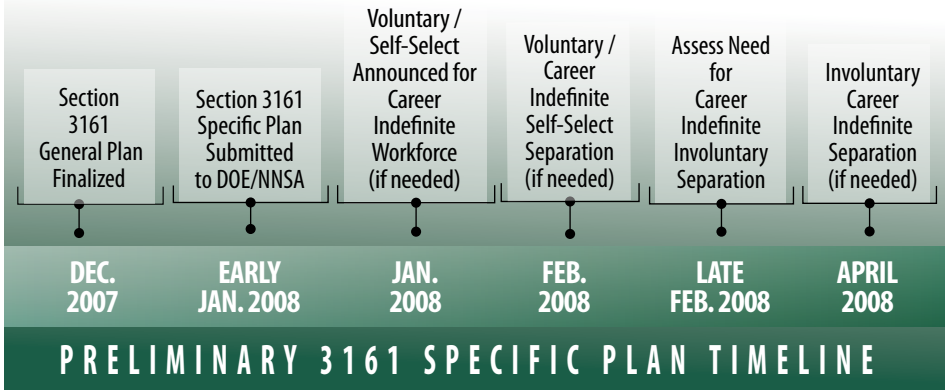 Section
3161
General Plan
Finalized
DEC.
2007
Section 3161
Specific Plan
Submitted
to DOE/NNSA
EARLY
JAN. 2008
Voluntary /
Self-Select
Announced for
Career
Indefinite
Workforce
(if needed)
JAN.
2008
Voluntary /
Career
Indefinite
Self-Select
Separation
(if needed)
FEB.
2008
Assess Need
for
Career
Indefinite
Involuntary
Separation
LATE
FEB. 2008
Involuntary
Career
Indefinite
Separation
(if needed)
APRIL
2008
PRELIMINARY 3161 SPECIFIC PLAN TIMELINE